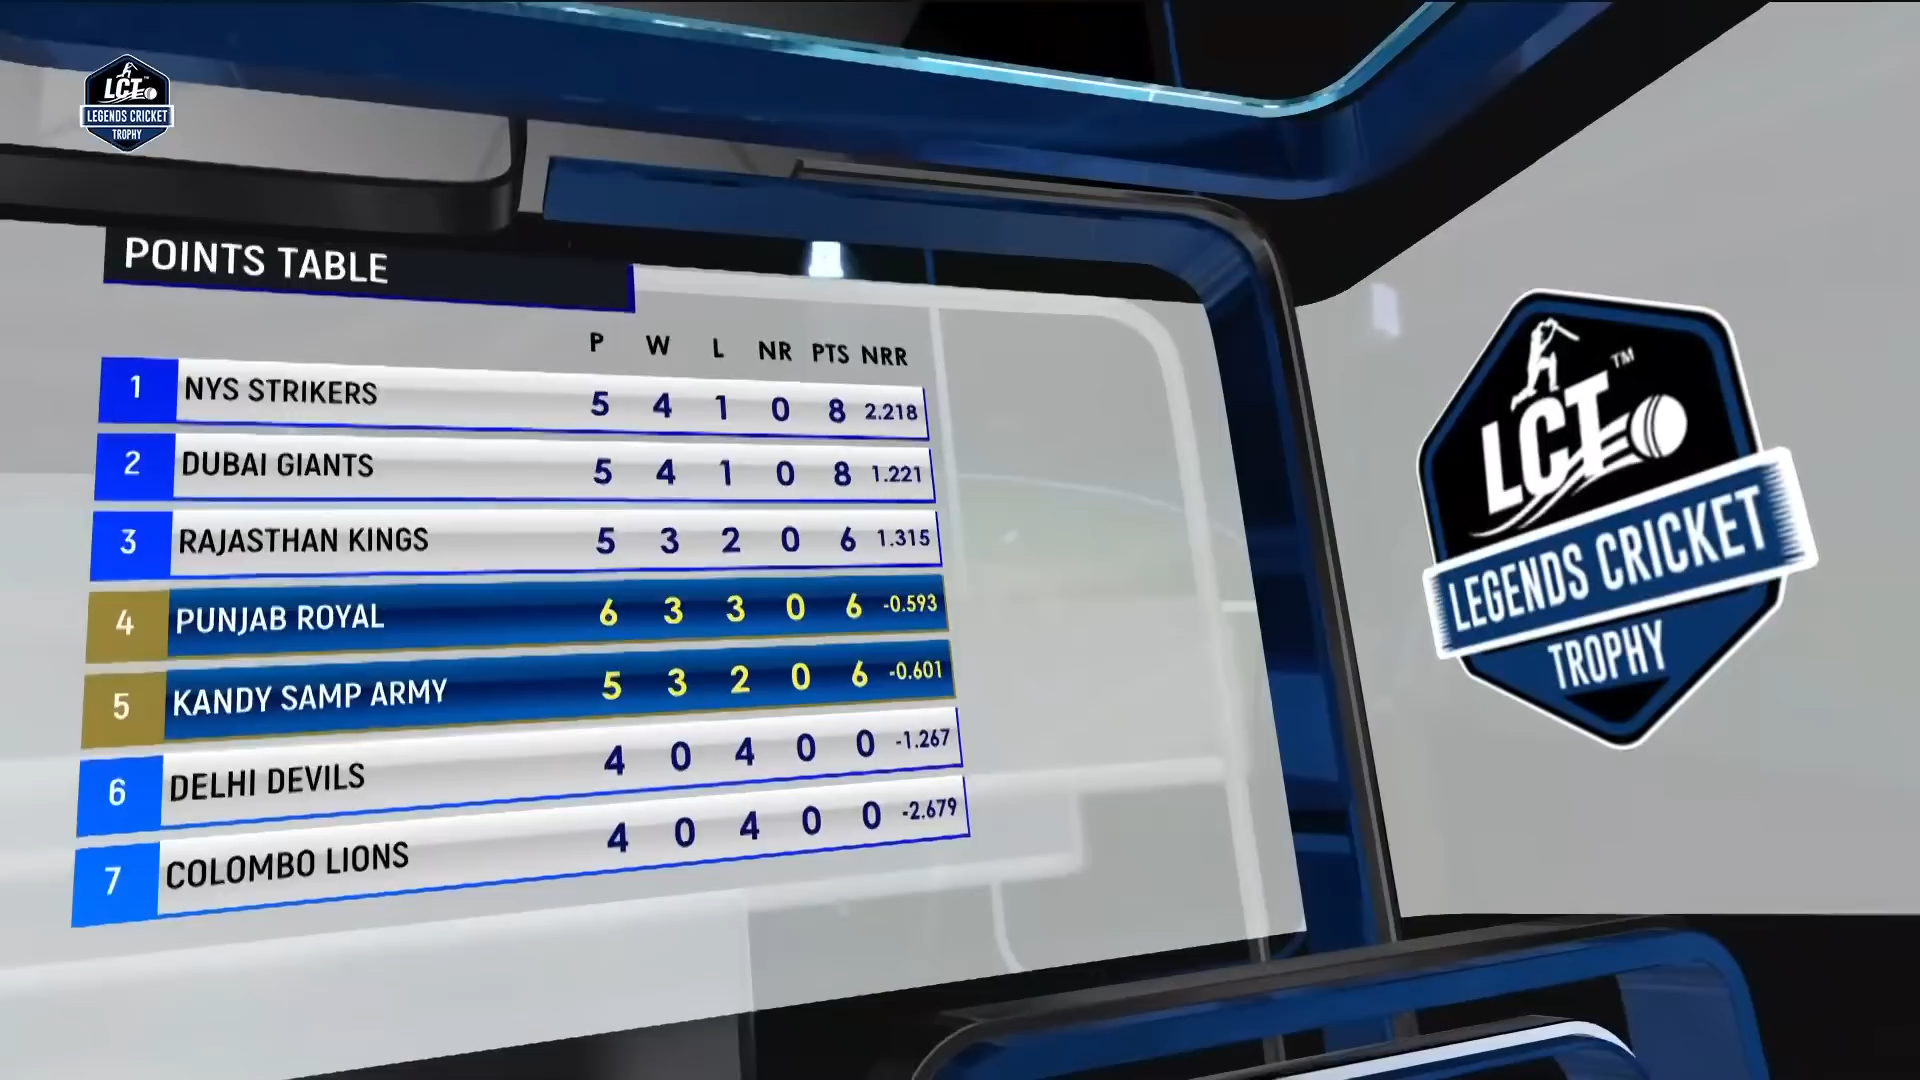 LCT™
LEGENDS CRICKET
TROPHY
POINTS TABLE
P W L NR PTS NRR
1 NYS STRIKERS 5 4 1 0 8 2.218
2 DUBAI GIANTS 5 4 1 0 8 1.221
3 RAJASTHAN KINGS 5 3 2 0 6 1.315
4 PUNJAB ROYAL 6 3 3 0 6 -0.593
5 KANDY SAMP ARMY 5 3 2 0 6 -0.601
6 DELHI DEVILS 4 0 4 0 0 -1.267
7 COLOMBO LIONS 4 0 4 0 0 -2.679
LCT™
LEGENDS CRICKET
TROPHY